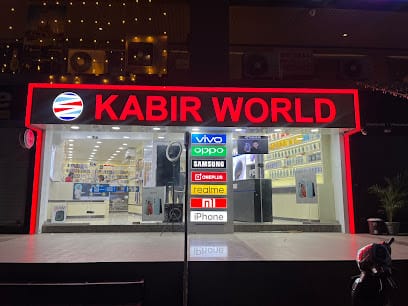 KABIR WORLD
vivo
oppo
SAMSUNG
ONEPLUS
realme
mi
iPhone